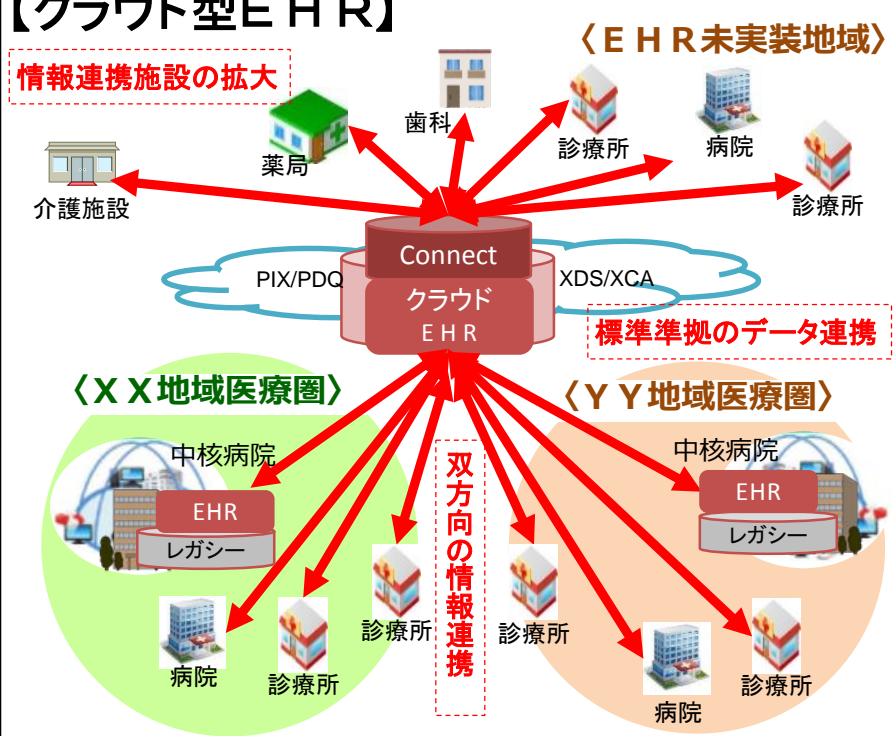 【クラウド型ＥＨＲ】
〈ＥＨＲ未実装地域〉
情報連携施設の拡大
歯科
薬局
診療所
病院
介護施設
診療所
Connect
PIX/PDQ
XDS/XCA
クラウド
ＥＨＲ
標準準拠のデータ連携
〈ＸＸ地域医療圏〉
〈ＹＹ地域医療圏〉
中核病院
EHR
レガシー
双方向の情報連携
中核病院
EHR
レガシー
診療所
診療所
病院
診療所
病院
診療所